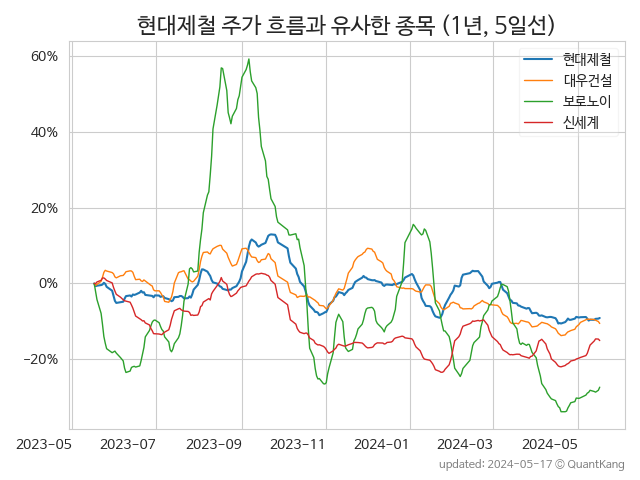 현대제철 주가 흐름과 유사한 종목 (1년, 5일선)
현대제철
대우건설
보로노이
신세계
60%
40%
20%
0%
−20%
2023−05
2023−07
2023−09
2023−11
2024−01
2024−03
2024−05
updated: 2024−05−17 © QuantKang